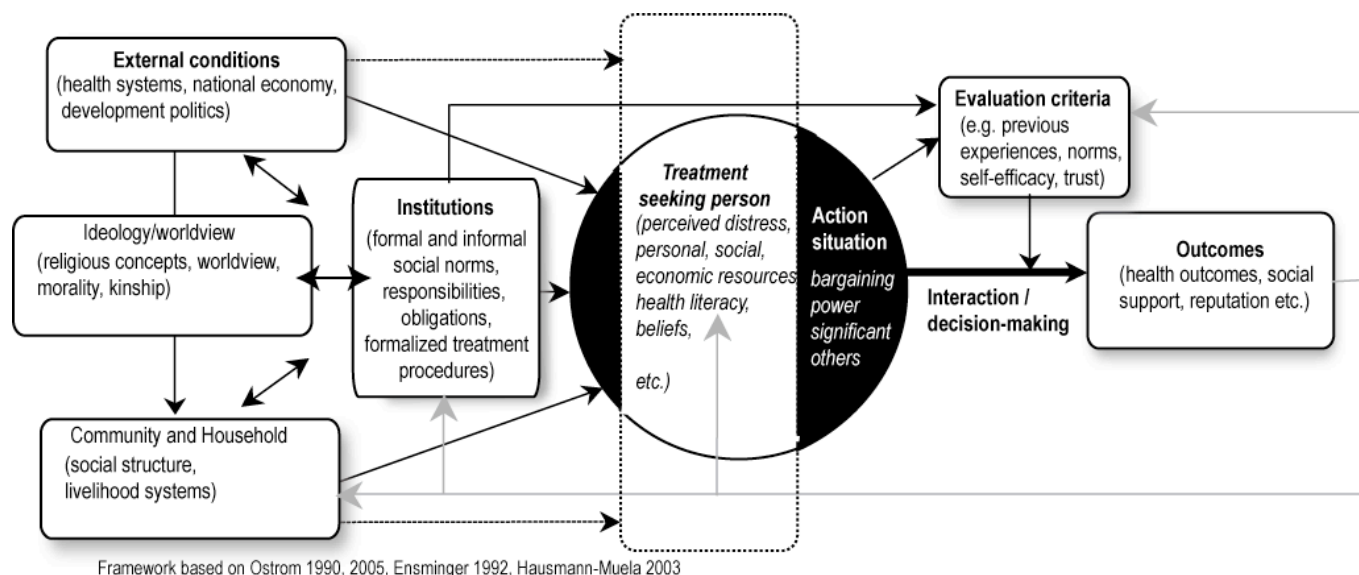 External conditions
(health systems, national economy,
development politics)
Ideology/worldview
(religious concepts, worldview,
morality, kinship)
Community and Household
(social structure,
livelihood systems)
Institutions
(formal and informal
social norms,
responsibilities,
obligations,
formalized treatment
procedures)
Treatment
seeking person
(perceived distress,
personal, social,
economic resources
health literacy,
beliefs,
etc.)
Action
situation
bargaining
power
significant
others
Evaluation criteria
(e.g. previous
experiences, norms,
self-efficacy, trust)
Interaction /
decision-making
Outcomes
(health outcomes, social
support, reputation etc.)
Framework based on Ostrom 1990, 2005, Ensminger 1992, Hausmann-Muela 2003